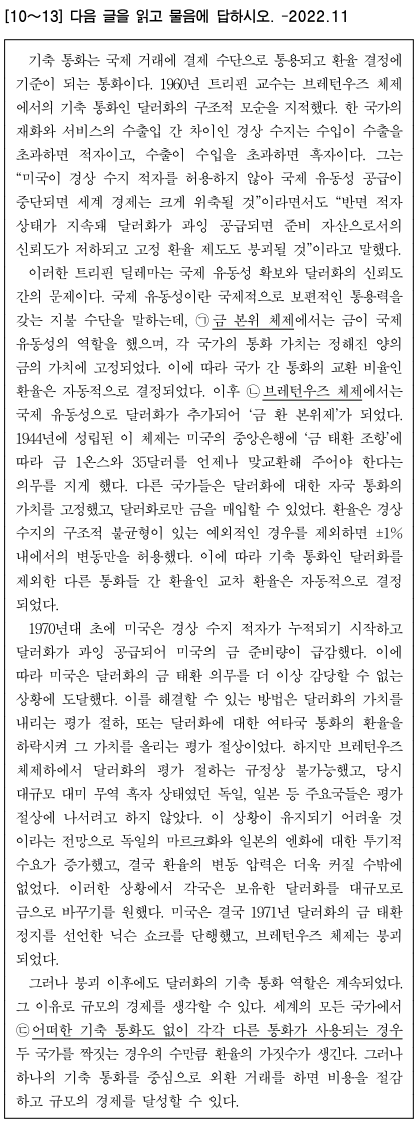 [10~13] 다음 글을 읽고 물음에 답하시오. -2022.11
기축 통화는 국제 거래에 결제 수단으로 통용되고 환율 결정에
기준이 되는 통화이다. 1960년 트리핀 교수는 브레턴우즈 체제
에서의 기축 통화인 달러화의 구조적 모순을 지적했다. 한 국가의
재화와 서비스의 수출입 간 차이인 경상 수지는 수입이 수출을
초과하면 적자이고, 수출이 수입을 초과하면 흑자이다. 그는
“미국이 경상 수지 적자를 허용하지 않아 국제 유동성 공급이
중단되면 세계 경제는 크게 위축될 것”이라면서도 “반면 적자
상태가 지속돼 달러화가 과잉 공급되면 준비 자산으로서의
신뢰도가 저하되고 고정 환율 제도도 붕괴될 것”이라고 말했다.
이러한 트리핀 딜레마는 국제 유동성 확보와 달러화의 신뢰도
간의 문제이다. 국제 유동성이란 국제적으로 보편적인 통용력을
갖는 지불 수단을 말하는데, ㉠금 본위 체제에서는 금이 국제
유동성의 역할을 했으며, 각 국가의 통화 가치는 정해진 양의
금의 가치에 고정되었다. 이에 따라 국가 간 통화의 교환 비율인
환율은 자동적으로 결정되었다. 이후 ㉡브레턴우즈 체제에서는
국제 유동성으로 달러화가 추가되어 ‘금 환 본위제’가 되었다.
1944년에 성립된 이 체제는 미국의 중앙은행에 ‘금 태환 조항’에
따라 금 1온스와 35달러를 언제나 맞교환해 주어야 한다는
의무를 지게 했다. 다른 국가들은 달러화에 대한 자국 통화의
가치를 고정했고, 달러화로만 금을 매입할 수 있었다. 환율은 경상
수지의 구조적 불균형이 있는 예외적인 경우를 제외하면 ±1%
내에서의 변동만을 허용했다. 이에 따라 기축 통화인 달러화를
제외한 다른 통화들 간 환율인 교차 환율은 자동적으로 결정
되었다.
1970년대 초에 미국은 경상 수지 적자가 누적되기 시작하고
달러화가 과잉 공급되어 미국의 금 준비량이 급감했다. 이에
따라 미국은 달러화의 금 태환 의무를 더 이상 감당할 수 없는
상황에 도달했다. 이를 해결할 수 있는 방법은 달러화의 가치를
내리는 평가 절하, 또는 달러화에 대한 여타국 통화의 환율을
하락시켜 그 가치를 올리는 평가 절상이었다. 하지만 브레턴우즈
체제하에서 달러화의 평가 절하는 규정상 불가능했고, 당시
대규모 대미 무역 흑자 상태였던 독일, 일본 등 주요국들은 평가
절상에 나서려고 하지 않았다. 이 상황이 유지되기 어려울 것
이라는 전망으로 독일의 마르크화와 일본의 엔화에 대한 투기적
수요가 증가했고, 결국 환율의 변동 압력은 더욱 커질 수밖에
없었다. 이러한 상황에서 각국은 보유한 달러화를 대규모로
금으로 바꾸기를 원했다. 미국은 결국 1971년 달러화의 금 태환
정지를 선언한 닉슨 쇼크를 단행했고, 브레턴우즈 체제는 붕괴
되었다.
그러나 붕괴 이후에도 달러화의 기축 통화 역할은 계속되었다.
그 이유로 규모의 경제를 생각할 수 있다. 세계의 모든 국가에서
㉢어떠한 기축 통화도 없이 각각 다른 통화가 사용되는 경우
두 국가를 짝짓는 경우의 수만큼 환율의 가짓수가 생긴다. 그러나
하나의 기축 통화를 중심으로 외환 거래를 하면 비용을 절감
하고 규모의 경제를 달성할 수 있다.